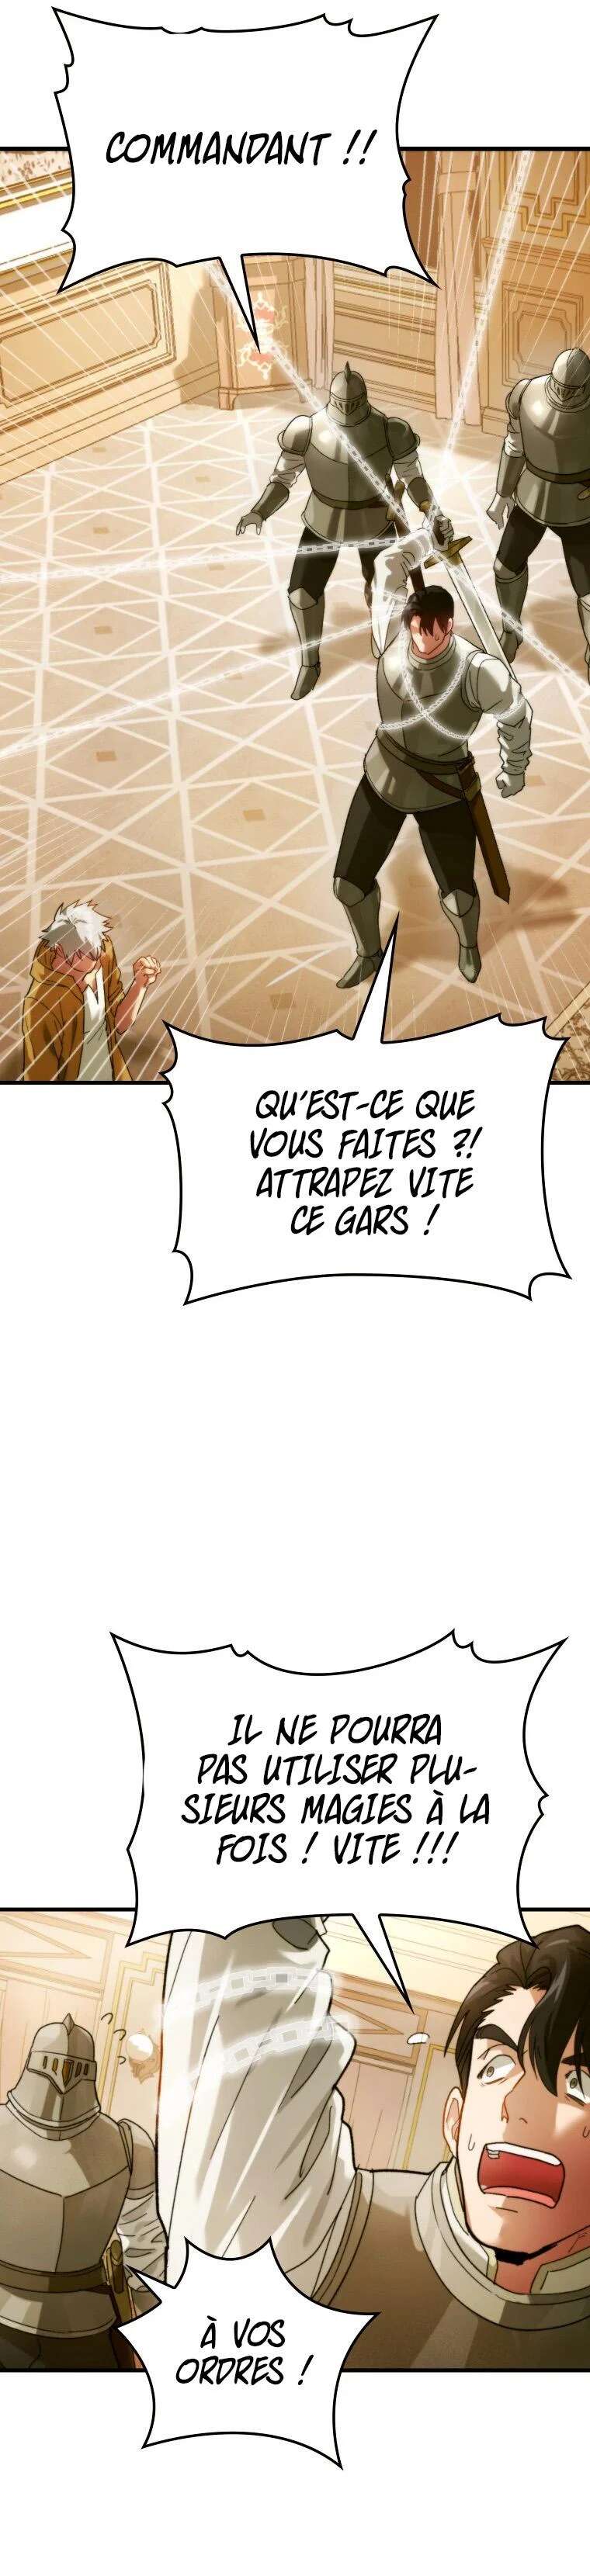 COMMANDANT !!
QU'EST-CE QUE
VOUS FAITES ?!
ATTRAPEZ VITE
CE GARS !
IL NE POURRA
PAS UTILISER PLU-
SIEURS MAGIES À LA
FOIS ! VITE !!!
À VOS
ORDRES !